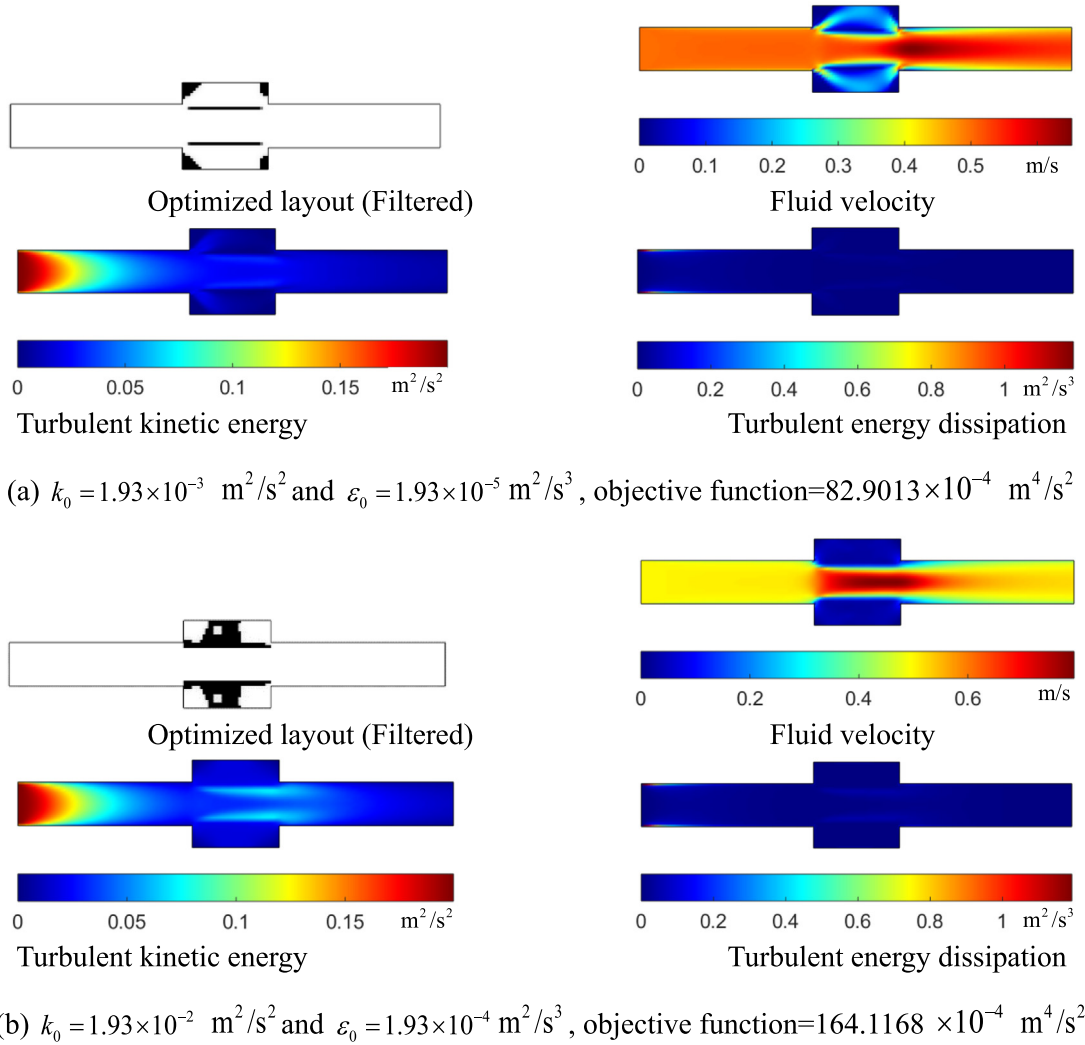 0 0.1 0.2 0.3 0.4 0.5 m/s
Optimized layout (Filtered)
Fluid velocity
0 0.05 0.1 0.15 m²/s²
0 0.2 0.4 0.6 0.8 1 m²/s³
Turbulent kinetic energy
Turbulent energy dissipation
(a) k₀ =1.93×10⁻³ m²/s² and ε₀ =1.93×10⁻⁵ m²/s³, objective function=82.9013×10⁻⁴ m⁴/s²
0 0.2 0.4 0.6 m/s
Optimized layout (Filtered)
Fluid velocity
0 0.05 0.1 0.15 m²/s²
0 0.2 0.4 0.6 0.8 1 m²/s³
Turbulent kinetic energy
Turbulent energy dissipation
(b) k₀ =1.93×10⁻² m²/s² and ε₀ =1.93×10⁻⁴ m²/s³, objective function=164.1168 ×10⁻⁴ m⁴/s²